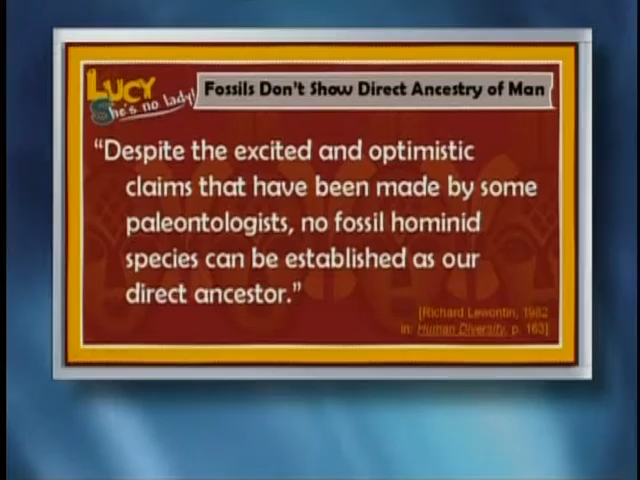 LUCY
She's no lady!
Fossils Don't Show Direct Ancestry of Man
“Despite the excited and optimistic
claims that have been made by some
paleontologists, no fossil hominid
species can be established as our
direct ancestor.”
[Richard Lewontin, 1982
in: Human Diversity, p. 163]